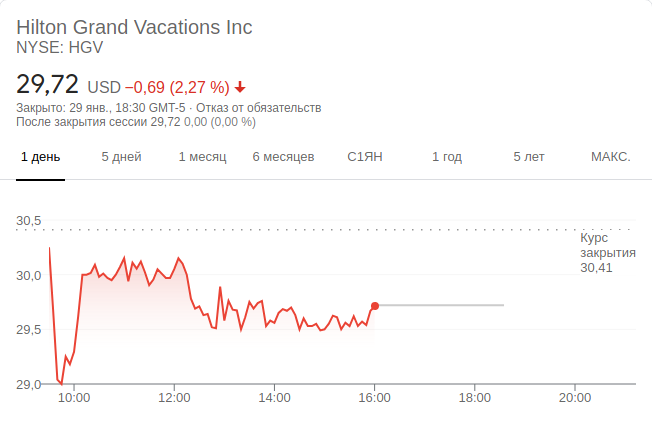 Hilton Grand Vacations Inc
NYSE: HGV
29,72 USD −0,69 (2,27 %)
Закрыто: 29 янв., 18:30 GMT-5 · Отказ от обязательств
После закрытия сессии 29,72 0,00 (0,00 %)
1 день 5 дней 1 месяц 6 месяцев С1ЯН 1 год 5 лет МАКС.
30,5
Курс
закрытия
30,41
30,0
29,5
29,0
10:00 12:00 14:00 16:00 18:00 20:00